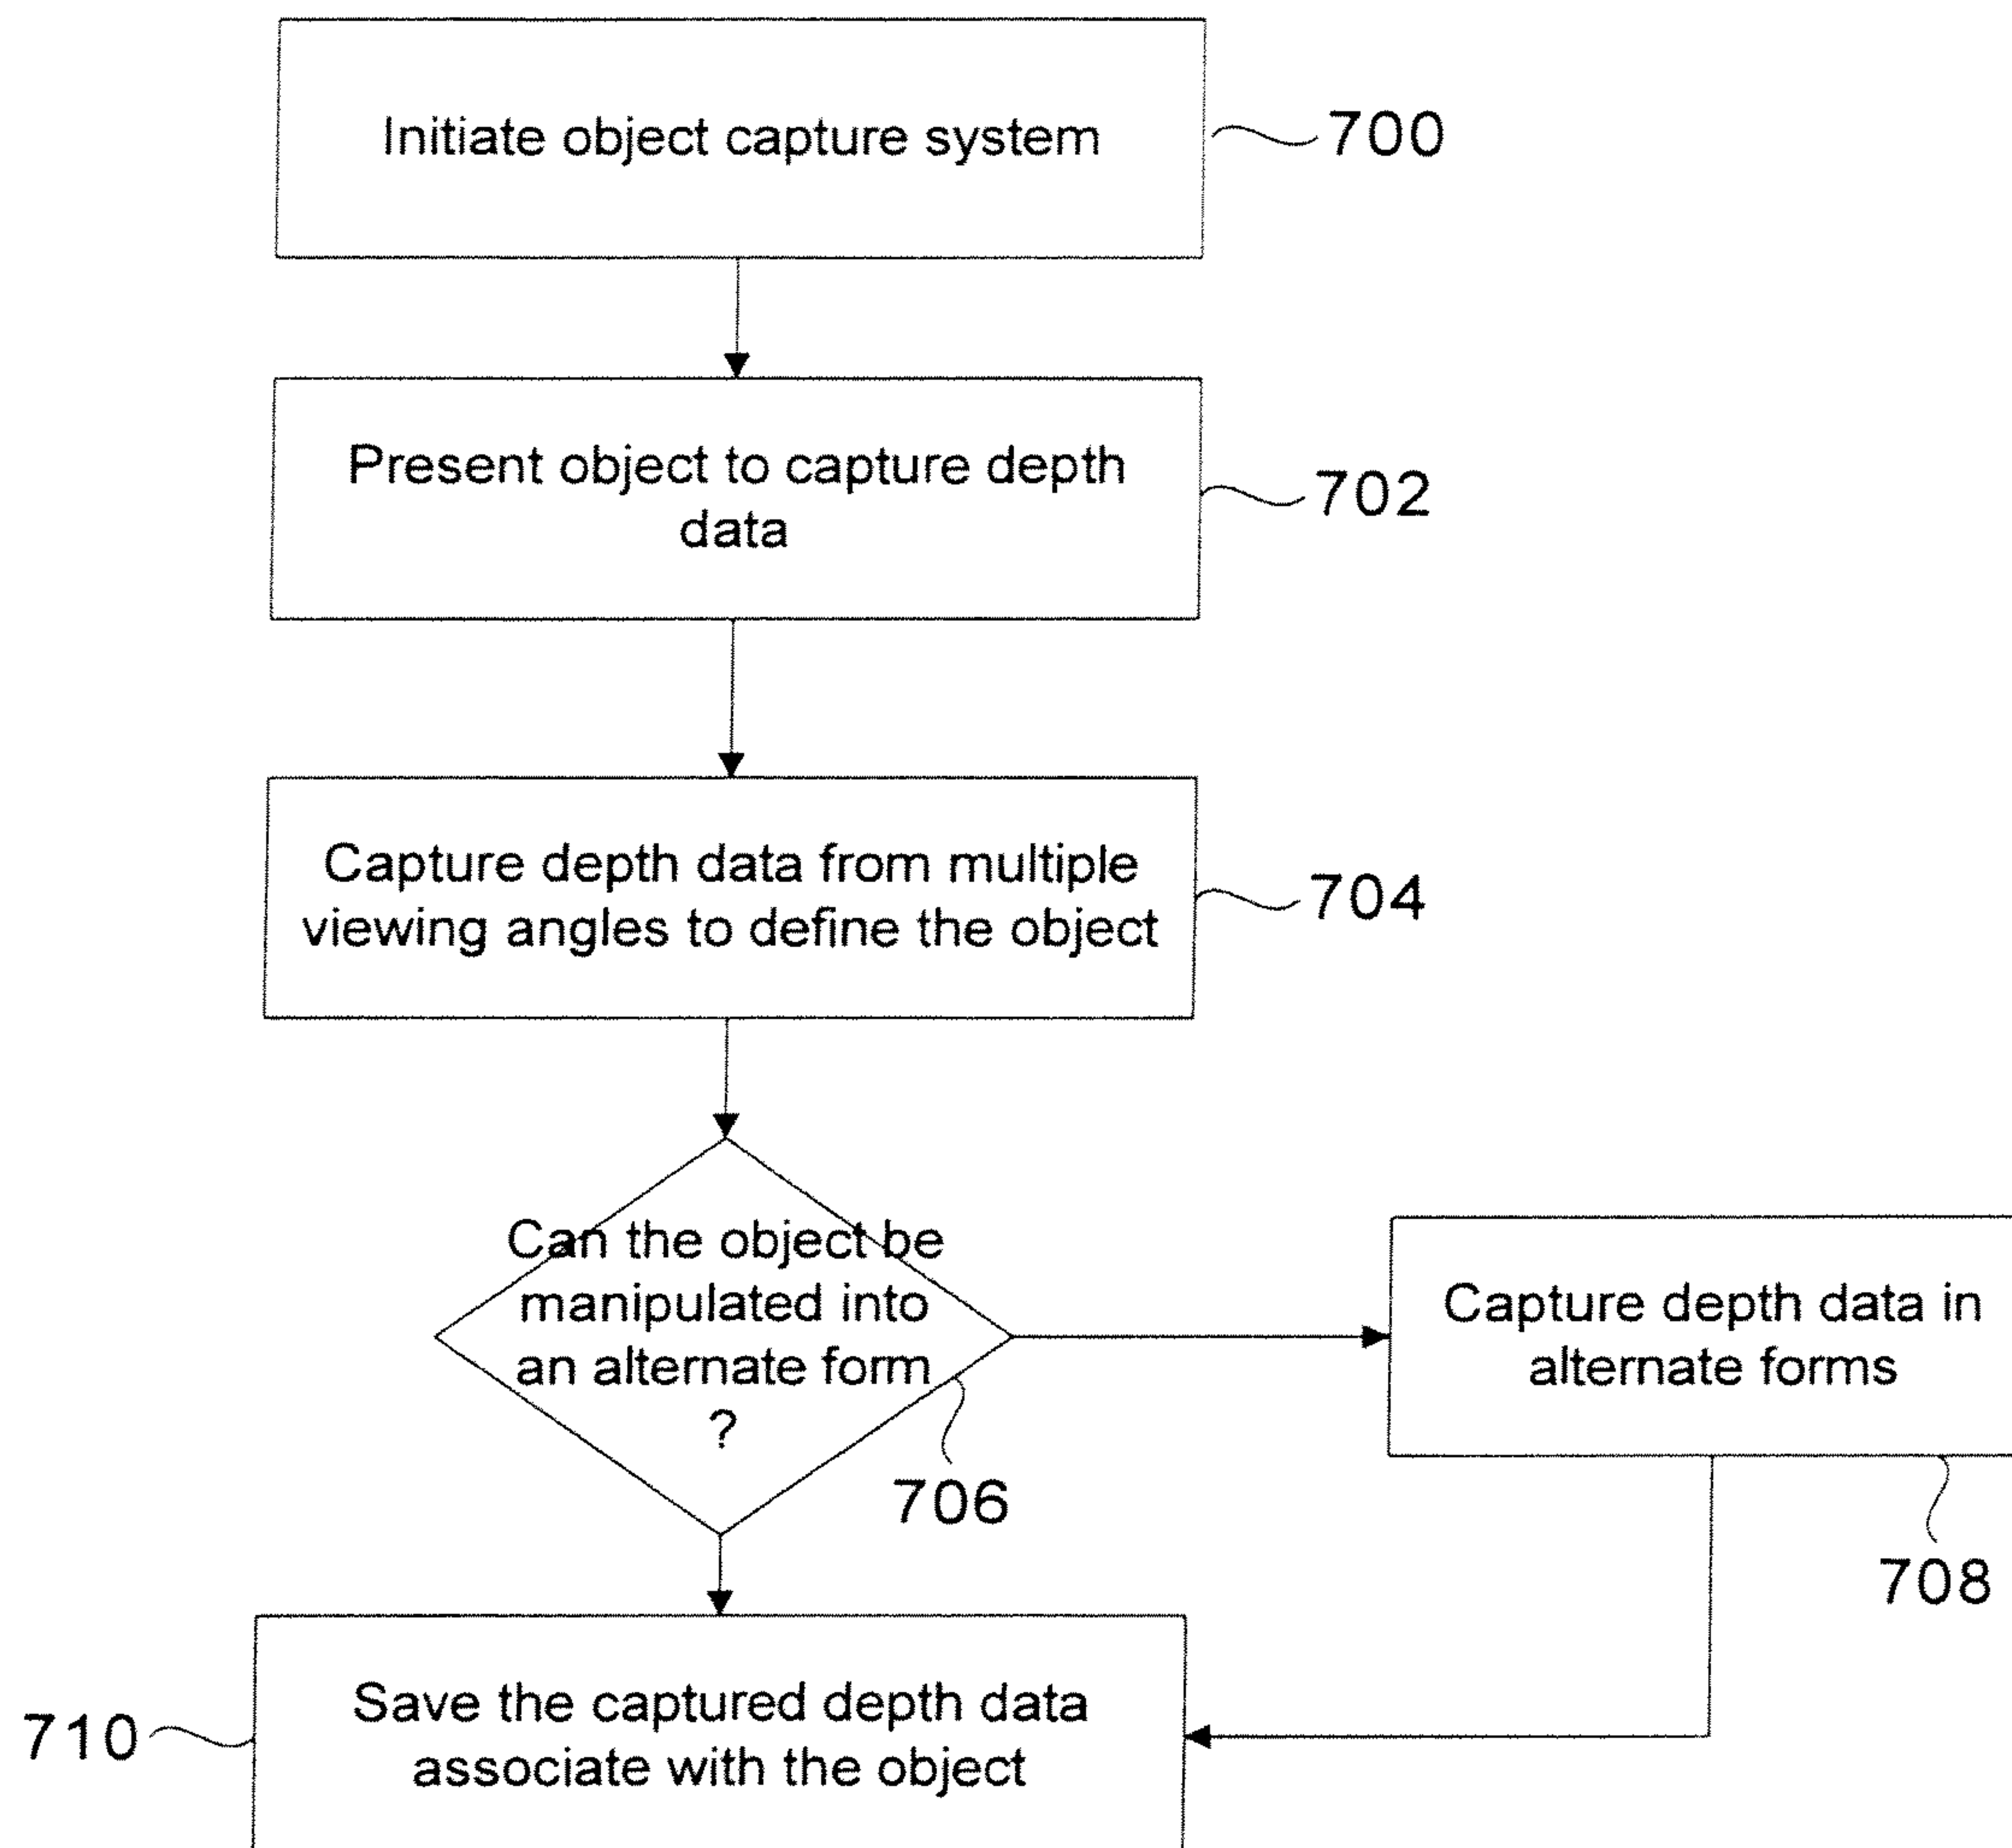 Initiate object capture system
700
Present object to capture depth
data
702
Capture depth data from multiple
viewing angles to define the object
704
Can the object be
manipulated into
an alternate form
?
706
Capture depth data in
alternate forms
708
Save the captured depth data
associate with the object
710